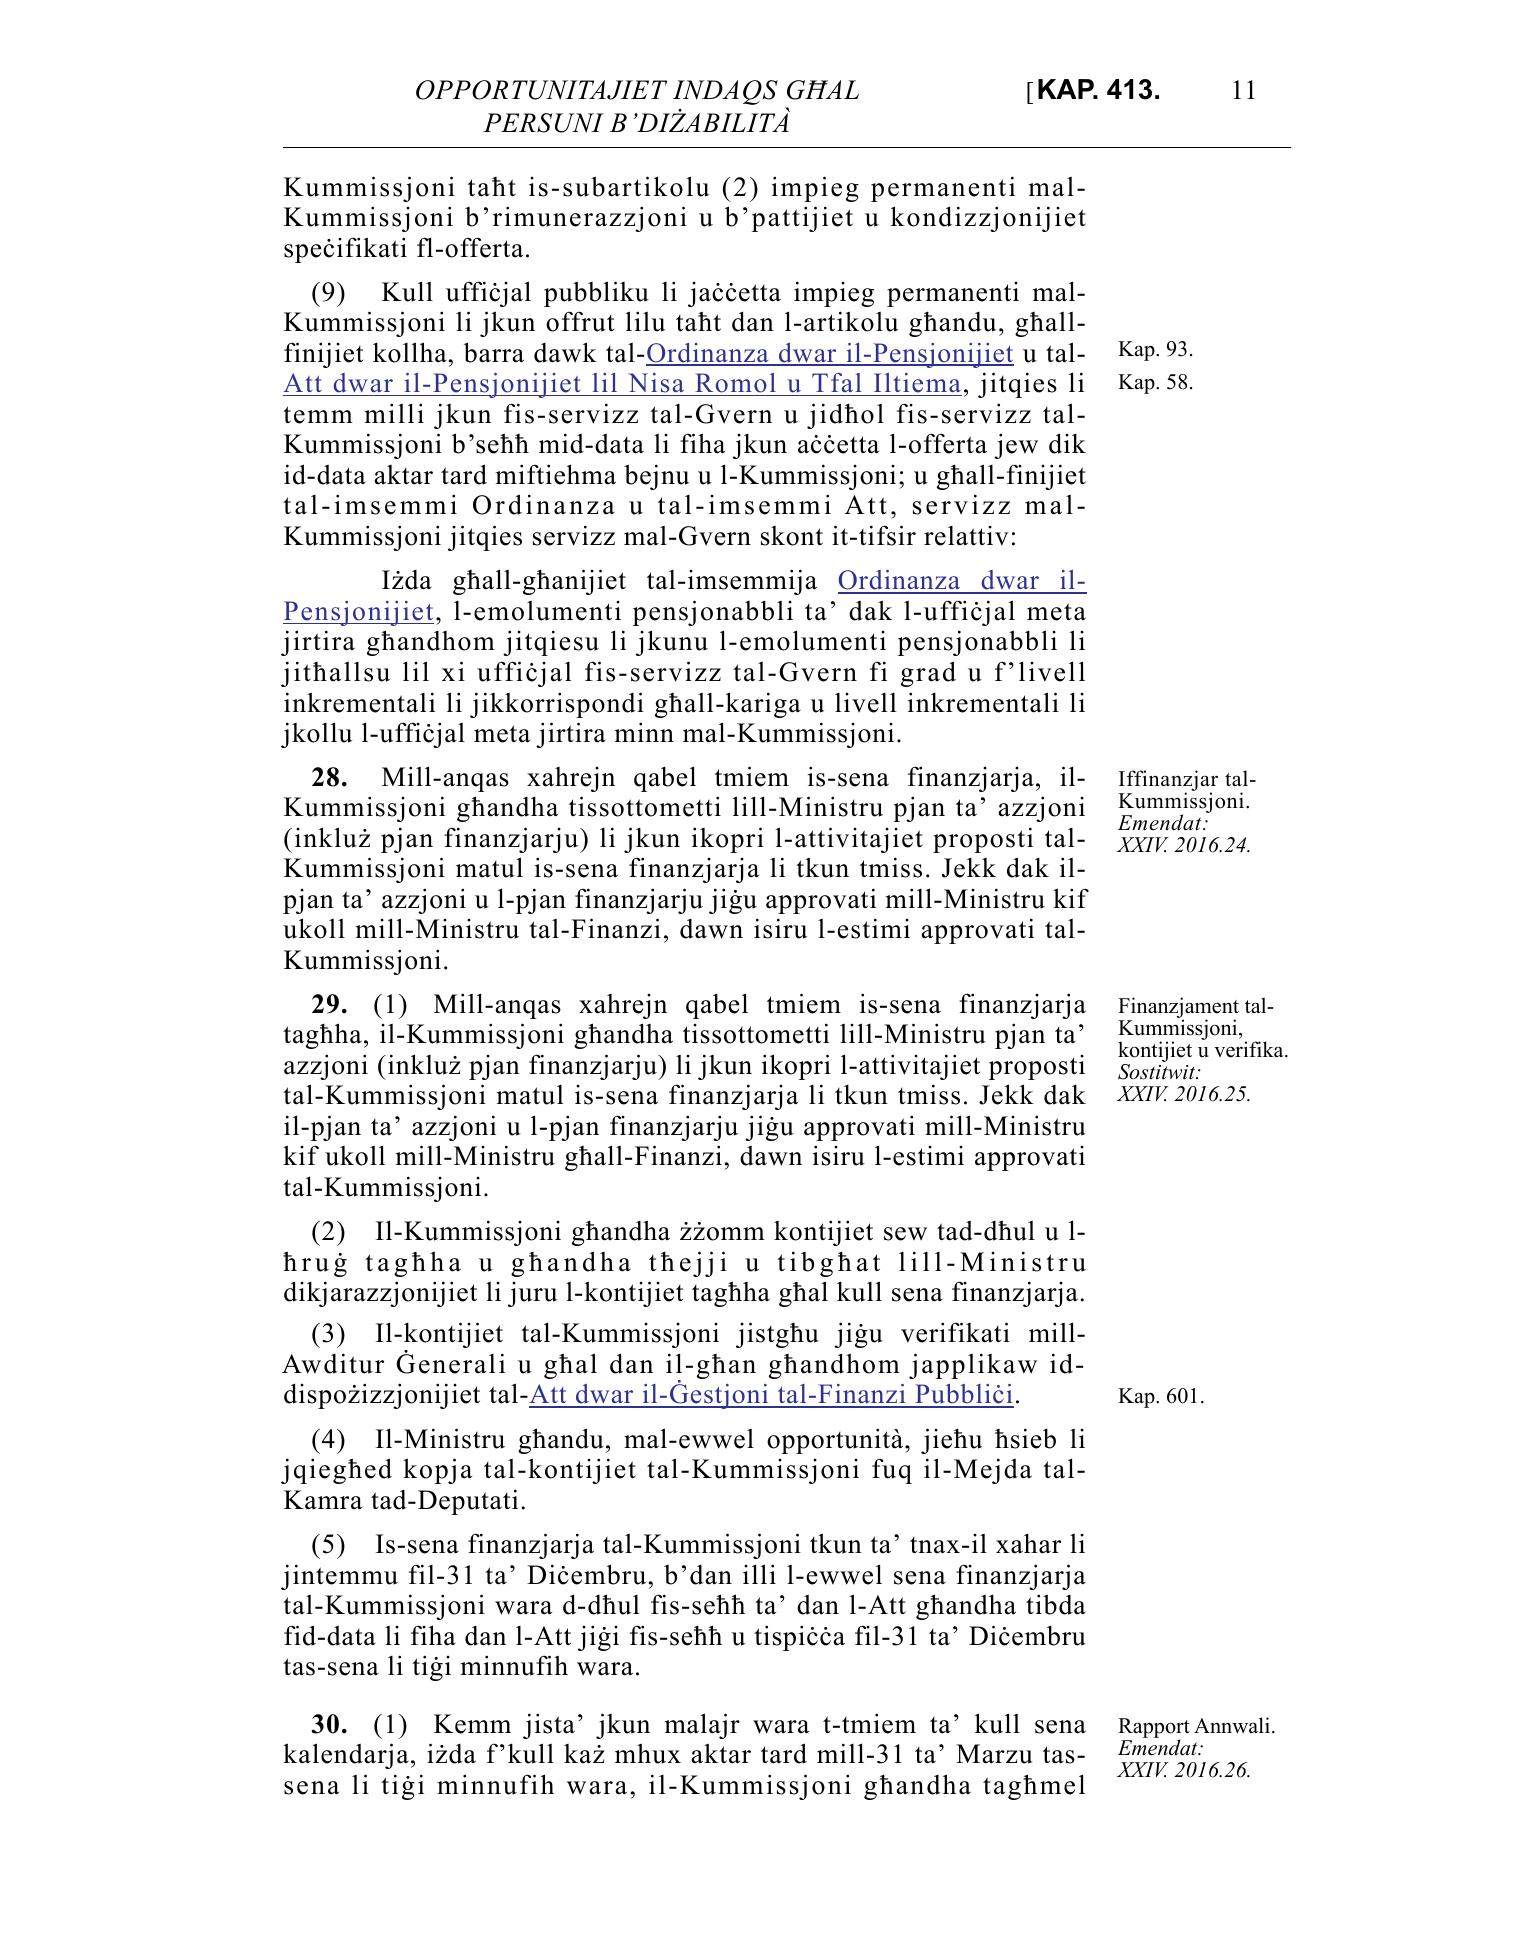 OPPORTUNITAJIET INDAQS GĦAL
PERSUNI B’DIŻABILITÀ
[KAP. 413.
11
Kummissjoni taħt is-subartikolu (2) impieg permanenti mal-
Kummissjoni b’rimunerazzjoni u b’pattijiet u kondizzjonijiet
speċifikati fl-offerta.
(9) Kull uffiċjal pubbliku li jaċċetta impieg permanenti mal-
Kummissjoni li jkun offrut lilu taħt dan l-artikolu għandu, għall-
finijiet kollha, barra dawk tal-Ordinanza dwar il-Pensjonijiet u tal-
Kap. 93.
Att dwar il-Pensjonijiet lil Nisa Romol u Tfal Iltiema, jitqies li
Kap. 58.
temm milli jkun fis-servizz tal-Gvern u jidħol fis-servizz tal-
Kummissjoni b’seħħ mid-data li fiha jkun aċċetta l-offerta jew dik
id-data aktar tard miftiehma bejnu u l-Kummissjoni; u għall-finijiet
tal-imsemmi Ordinanza u tal-imsemmi Att, servizz mal-
Kummissjoni jitqies servizz mal-Gvern skont it-tifsir relattiv:
Iżda għall-għanijiet tal-imsemmija Ordinanza dwar il-
Pensjonijiet, l-emolumenti pensjonabbli ta’ dak l-uffiċjal meta
jirtira għandhom jitqiesu li jkunu l-emolumenti pensjonabbli li
jitħallsu lil xi uffiċjal fis-servizz tal-Gvern fi grad u f’livell
inkrementali li jikkorrispondi għall-kariga u livell inkrementali li
jkollu l-uffiċjal meta jirtira minn mal-Kummissjoni.
28. Mill-anqas xahrejn qabel tmiem is-sena finanzjarja, il-
Kummissjoni għandha tissottometti lill-Ministru pjan ta’ azzjoni
(inkluż pjan finanzjarju) li jkun ikopri l-attivitajiet proposti tal-
Kummissjoni matul is-sena finanzjarja li tkun tmiss. Jekk dak il-
pjan ta’ azzjoni u l-pjan finanzjarju jiġu approvati mill-Ministru kif
ukoll mill-Ministru tal-Finanzi, dawn isiru l-estimi approvati tal-
Kummissjoni.
Iffinanzjar tal-
Kummissjoni.
Emendat:
XXIV. 2016.24.
29. (1) Mill-anqas xahrejn qabel tmiem is-sena finanzjarja
tagħha, il-Kummissjoni għandha tissottometti lill-Ministru pjan ta’
azzjoni (inkluż pjan finanzjarju) li jkun ikopri l-attivitajiet proposti
tal-Kummissjoni matul is-sena finanzjarja li tkun tmiss. Jekk dak
il-pjan ta’ azzjoni u l-pjan finanzjarju jiġu approvati mill-Ministru
kif ukoll mill-Ministru għall-Finanzi, dawn isiru l-estimi approvati
tal-Kummissjoni.
Finanzjament tal-
Kummissjoni,
kontijiet u verifika.
Sostitwit:
XXIV. 2016.25.
(2) Il-Kummissjoni għandha żżomm kontijiet sew tad-dħul u l-
ħruġ tagħha u għandha tħejji u tibgħat lill-Ministru
dikjarazzjonijiet li juru l-kontijiet tagħha għal kull sena finanzjarja.
(3) Il-kontijiet tal-Kummissjoni jistgħu jiġu verifikati mill-
Awditur Ġenerali u għal dan il-għan għandhom japplikaw id-
dispożizzjonijiet tal-Att dwar il-Ġestjoni tal-Finanzi Pubbliċi.
Kap. 601.
(4) Il-Ministru għandu, mal-ewwel opportunità, jieħu ħsieb li
jqiegħed kopja tal-kontijiet tal-Kummissjoni fuq il-Mejda tal-
Kamra tad-Deputati.
(5) Is-sena finanzjarja tal-Kummissjoni tkun ta’ tnax-il xahar li
jintemmu fil-31 ta’ Diċembru, b’dan illi l-ewwel sena finanzjarja
tal-Kummissjoni wara d-dħul fis-seħħ ta’ dan l-Att għandha tibda
fid-data li fiha dan l-Att jiġi fis-seħħ u tispiċċa fil-31 ta’ Diċembru
tas-sena li tiġi minnufih wara.
30. (1) Kemm jista’ jkun malajr wara t-tmiem ta’ kull sena
kalendarja, iżda f’kull każ mhux aktar tard mill-31 ta’ Marzu tas-
sena li tiġi minnufih wara, il-Kummissjoni għandha tagħmel
Rapport Annwali.
Emendat:
XXIV. 2016.26.